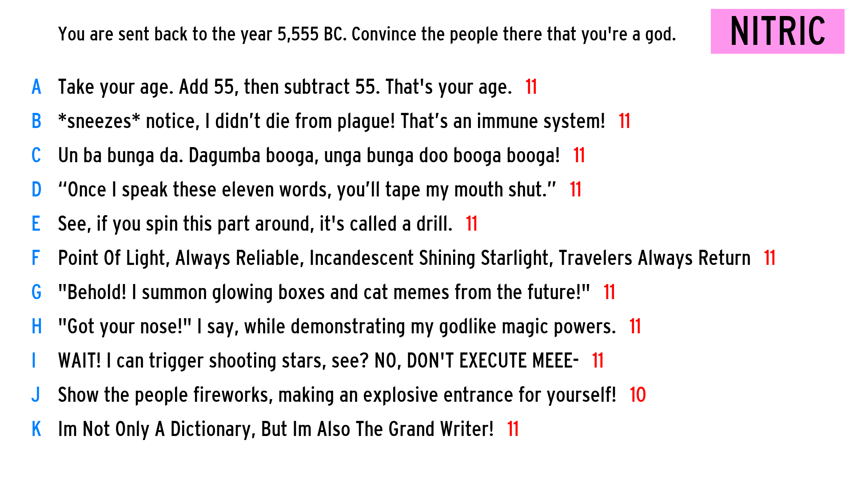 You are sent back to the year 5,555 BC. Convince the people there that you're a god.
NITRIC
A Take your age. Add 55, then subtract 55. That's your age. 11
B *sneezes* notice, I didn’t die from plague! That’s an immune system! 11
C Un ba bunga da. Dagumba booga, unga bunga doo booga booga! 11
D “Once I speak these eleven words, you’ll tape my mouth shut.” 11
E See, if you spin this part around, it's called a drill. 11
F Point Of Light, Always Reliable, Incandescent Shining Starlight, Travelers Always Return 11
G "Behold! I summon glowing boxes and cat memes from the future!" 11
H "Got your nose!" I say, while demonstrating my godlike magic powers. 11
I WAIT! I can trigger shooting stars, see? NO, DON'T EXECUTE MEEE- 11
J Show the people fireworks, making an explosive entrance for yourself! 10
K Im Not Only A Dictionary, But Im Also The Grand Writer! 11